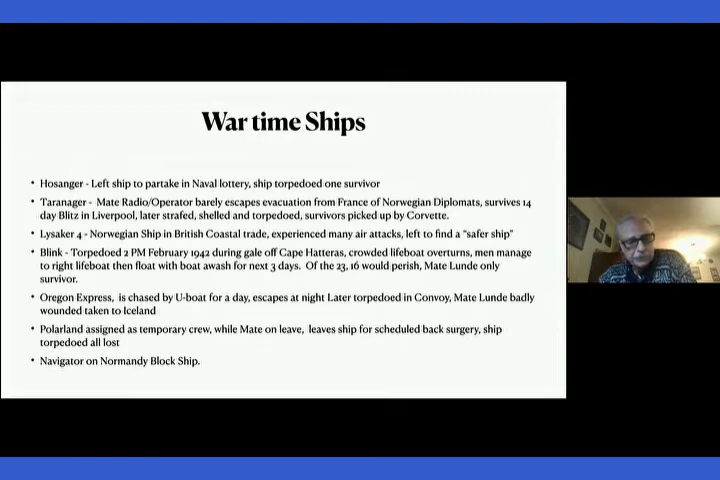 War time Ships
• Hosanger - Left ship to partake in Naval lottery, ship torpedoed one survivor
• Taranager - Mate Radio/Operator barely escapes evacuation from France of Norwegian Diplomats, survives 14
day Blitz in Liverpool, later strafed, shelled and torpedoed, survivors picked up by Corvette.
• Lysaker 4 - Norwegian Ship in British Coastal trade, experienced many air attacks, left to find a "safer ship"
• Blink - Torpedoed 2 PM February 1942 during gale off Cape Hatteras, crowded lifeboat overturns, men manage
to right lifeboat then float with boat awash for next 3 days. Of the 23, 16 would perish, Mate Lunde only
survivor.
• Oregon Express, is chased by U-boat for a day, escapes at night Later torpedoed in Convoy, Mate Lunde badly
wounded taken to Iceland
• Polarland assigned as temporary crew, while Mate on leave, leaves ship for scheduled back surgery, ship
torpedoed all lost
• Navigator on Normandy Block Ship.